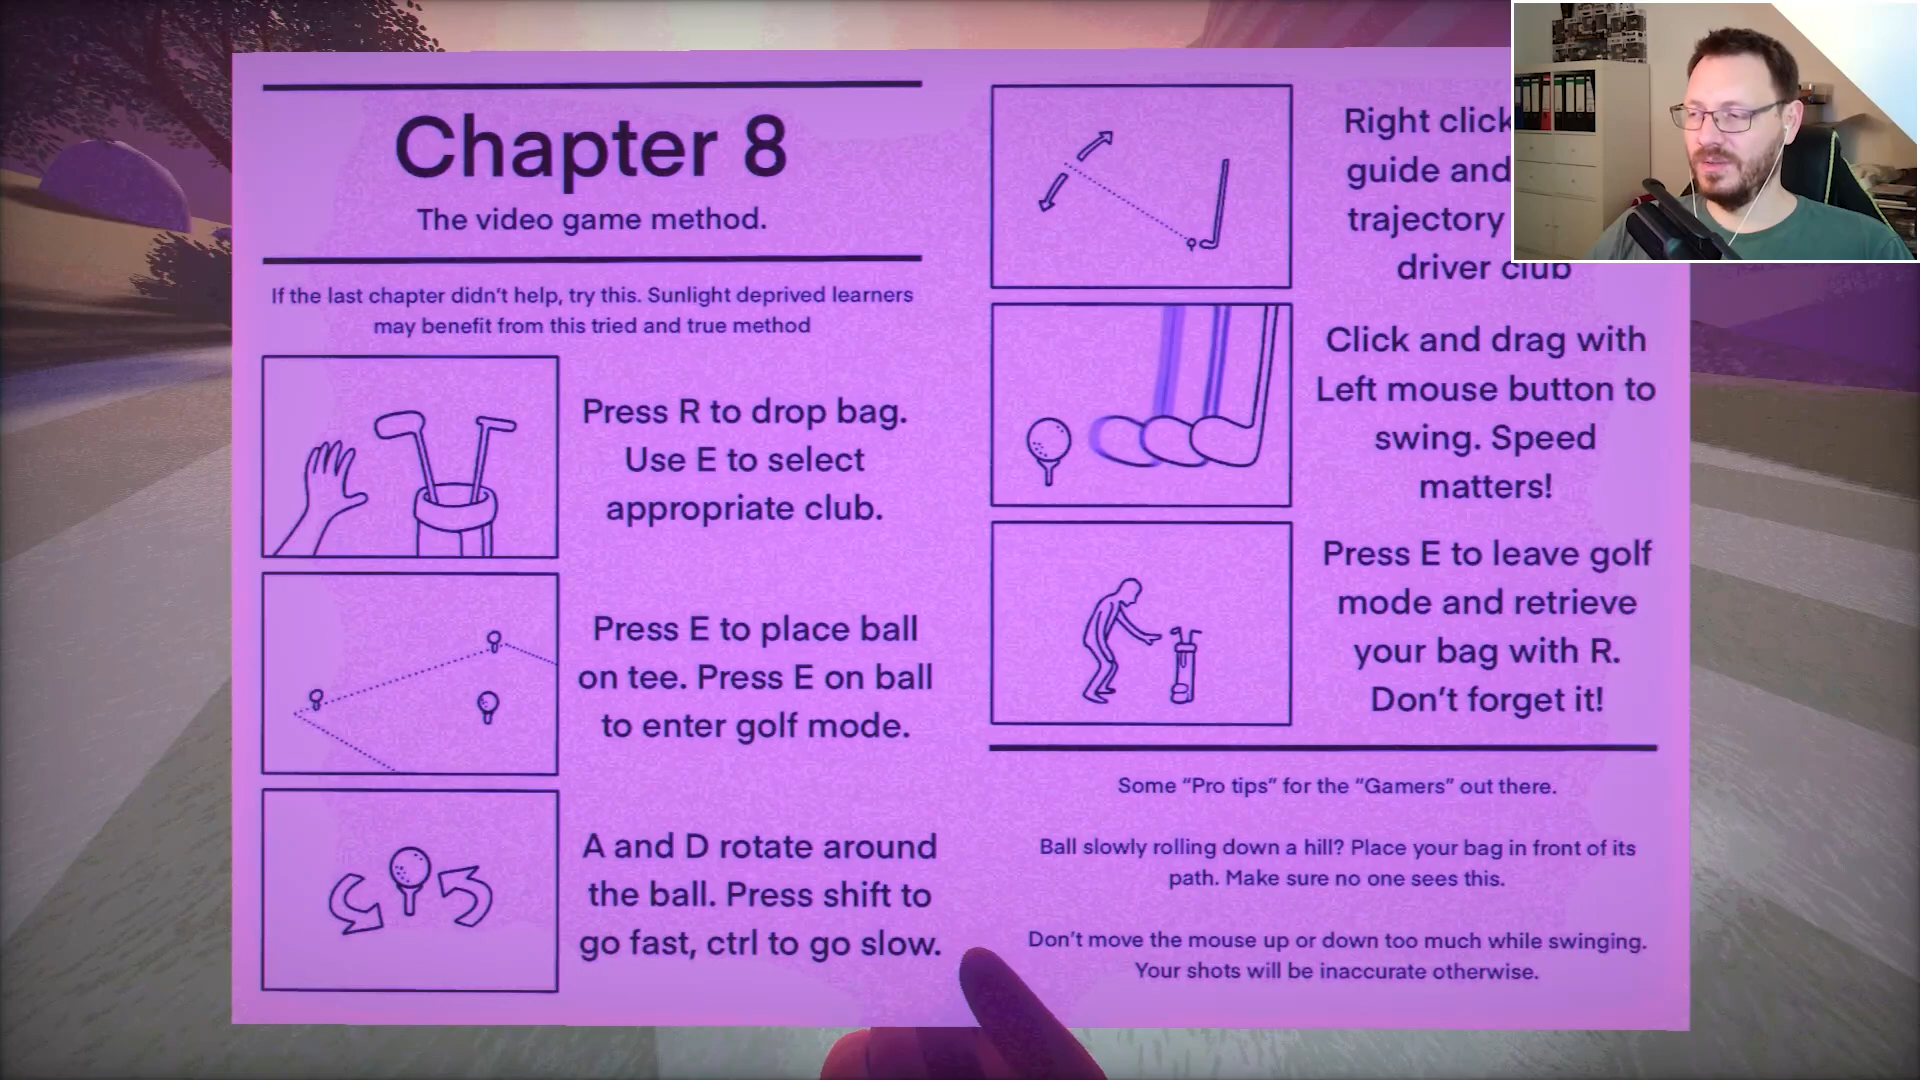 Chapter 8
The video game method.
If the last chapter didn't help, try this. Sunlight deprived learners
may benefit from this tried and true method
Press R to drop bag.
Use E to select
appropriate club.
Press E to place ball
on tee. Press E on ball
to enter golf mode.
A and D rotate around
the ball. Press shift to
go fast, ctrl to go slow.
Right click
guide and
trajectory
driver club
Click and drag with
Left mouse button to
swing. Speed
matters!
Press E to leave golf
mode and retrieve
your bag with R.
Don't forget it!
Some "Pro tips" for the "Gamers" out there.
Ball slowly rolling down a hill? Place your bag in front of its
path. Make sure no one sees this.
Don't move the mouse up or down too much while swinging.
Your shots will be inaccurate otherwise.